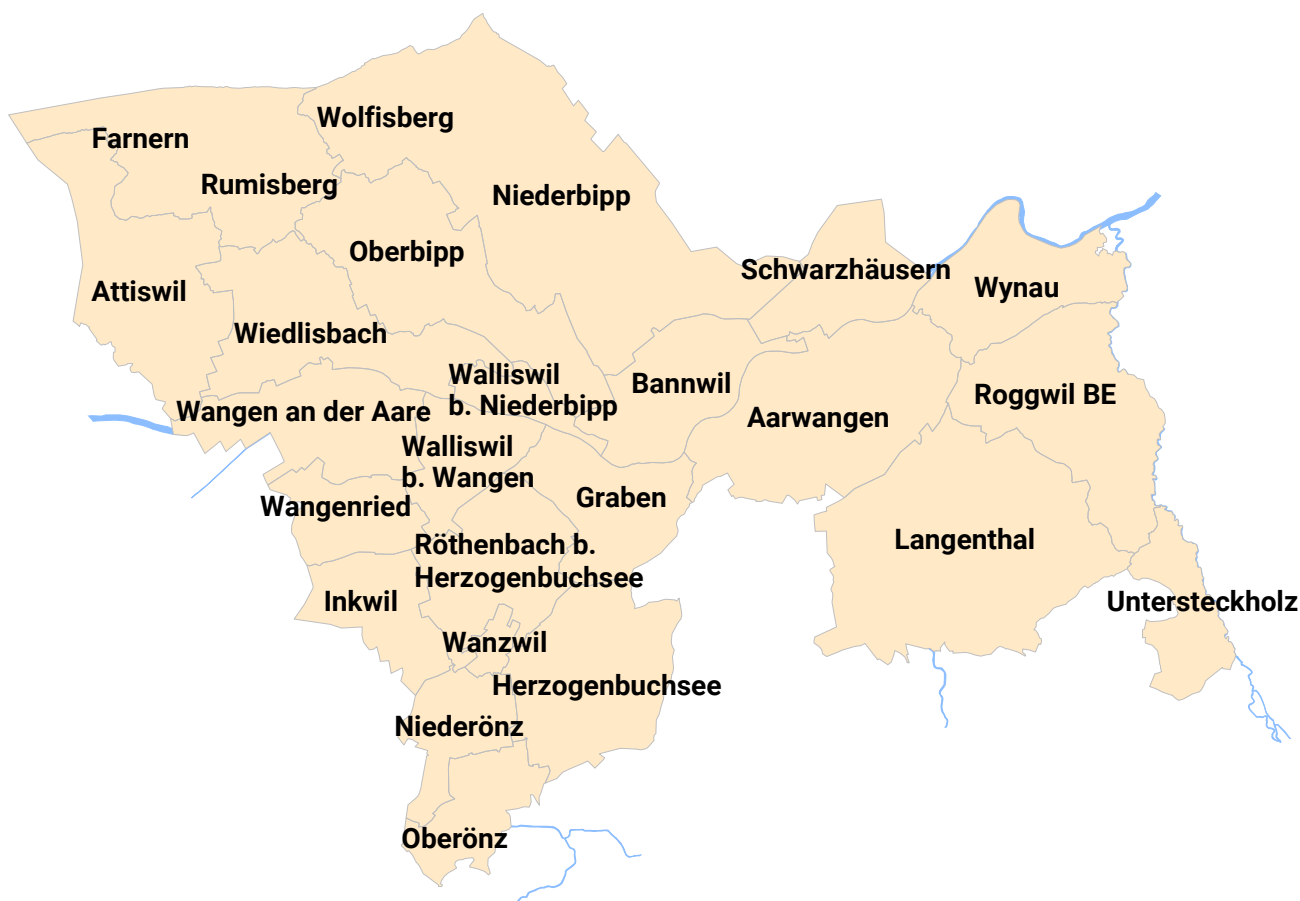 Wolfisberg
Farnern
Rumisberg
Niederbipp
Oberbipp
Schwarzhäusern
Wynau
Attiswil
Wiedlisbach
Walliswil
b. Niederbipp
Bannwil
Roggwil BE
Wangen an der Aare
Aarwangen
Walliswil
b. Wangen
Graben
Wangenried
Langenthal
Röthenbach b.
Herzogenbuchsee
Inkwil
Untersteckholz
Wanzwil
Herzogenbuchsee
Niederönz
Oberönz